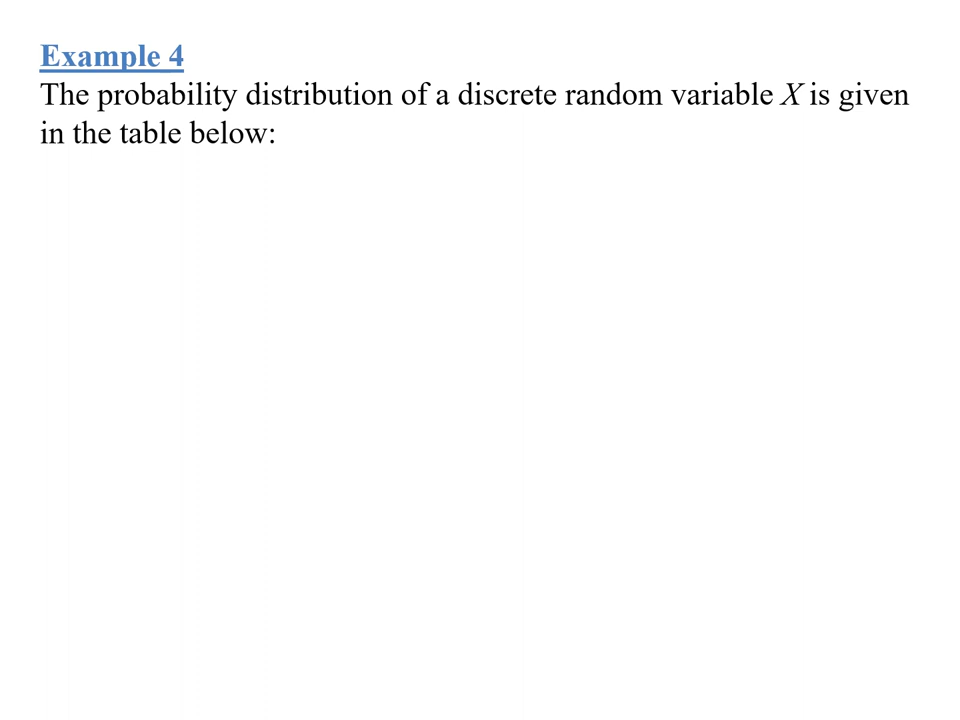 Example 4
The probability distribution of a discrete random variable X is given
in the table below: